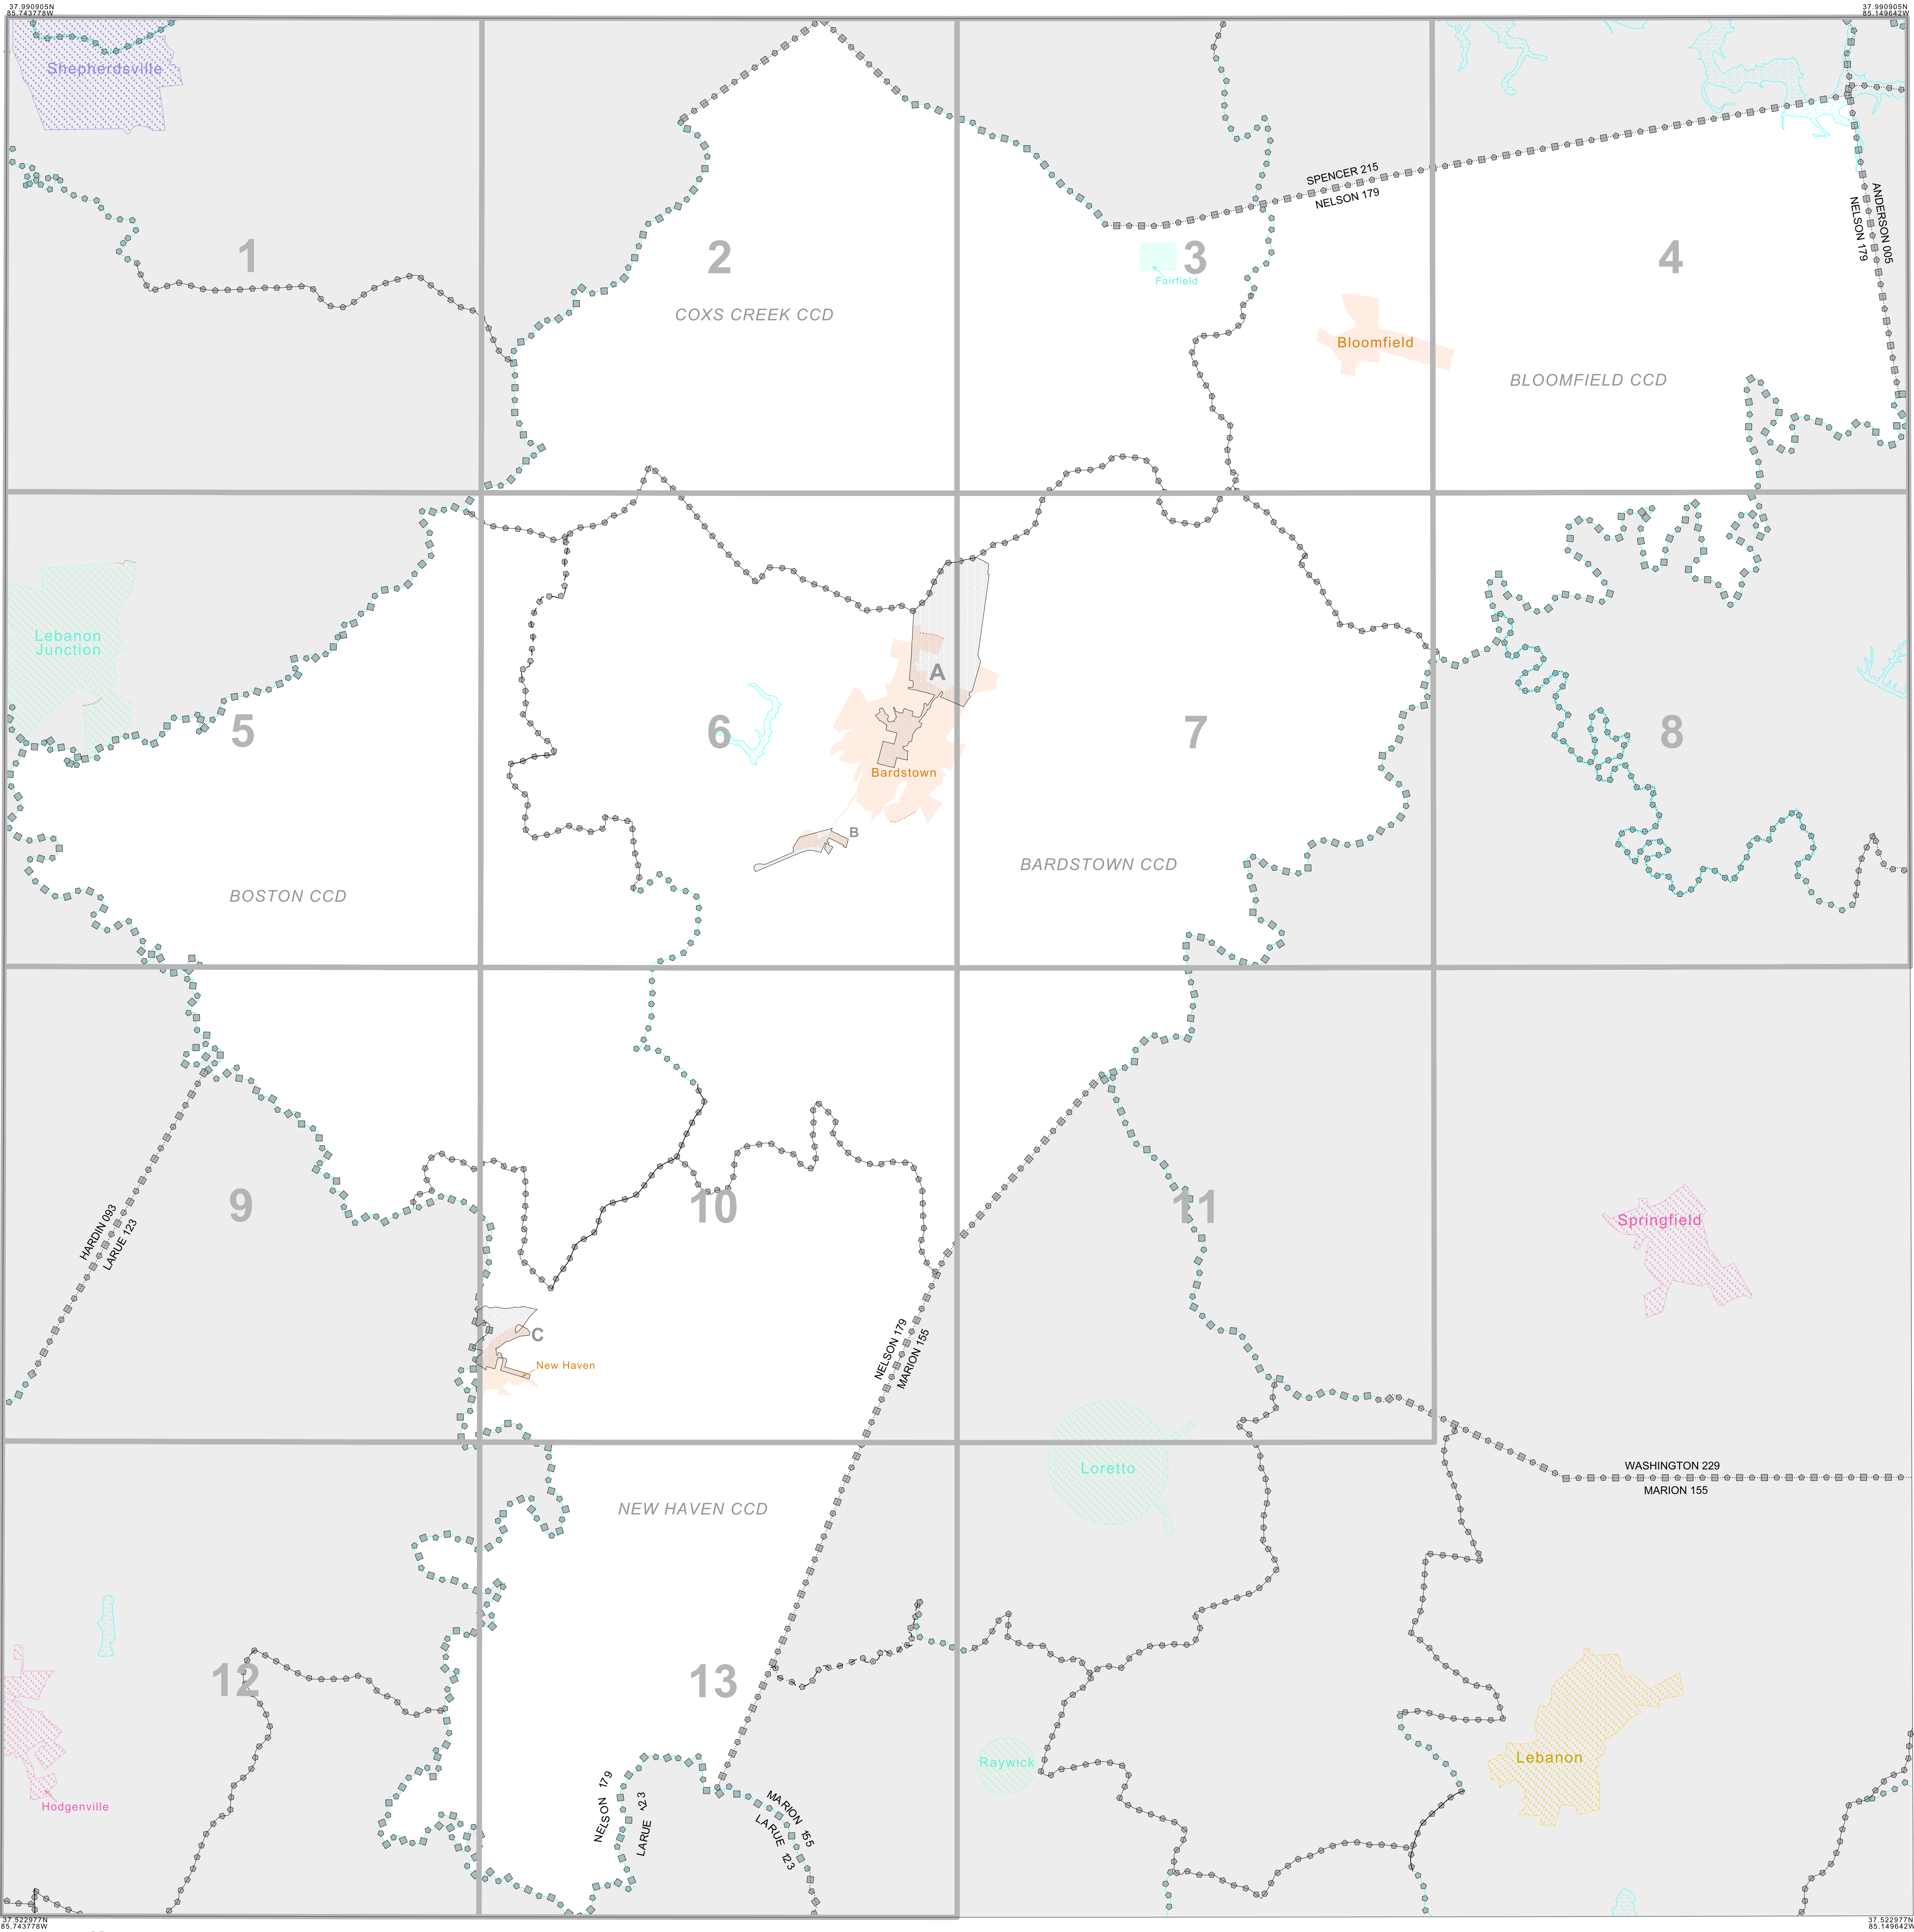 37.990905N
85.743778W
37.990905N
85.149642W
Shepherdsville
SPENCER 215
NELSON 179
ANDERSON 005
NELSON 179
1
2
3
4
Fairfield
COXS CREEK CCD
Bloomfield
BLOOMFIELD CCD
Lebanon
Junction
A
5
6
7
8
Bardstown
B
BARDSTOWN CCD
BOSTON CCD
9
10
11
HARDIN 093
LARUE 123
Springfield
C
New Haven
NELSON 179
MARION 155
Loretto
WASHINGTON 229
MARION 155
NEW HAVEN CCD
12
13
Lebanon
Raywick
Hodgenville
NELSON 179
MARION 155
LARUE 123
37.522977N
85.743778W
37.522977N
85.149642W